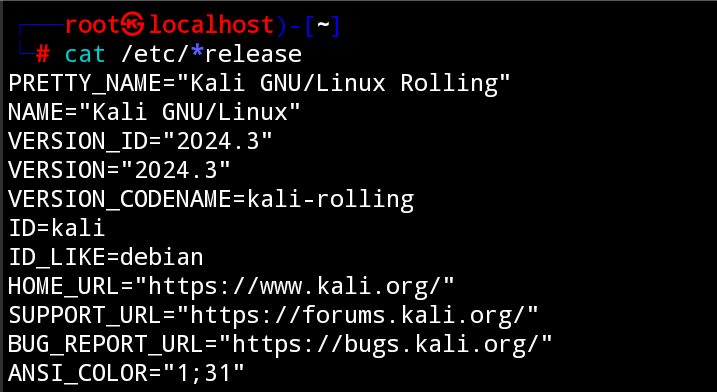 ┌──root㉿localhost)-[~]
└─# cat /etc/*release
PRETTY_NAME="Kali GNU/Linux Rolling"
NAME="Kali GNU/Linux"
VERSION_ID="2024.3"
VERSION="2024.3"
VERSION_CODENAME=kali-rolling
ID=kali
ID_LIKE=debian
HOME_URL="https://www.kali.org/"
SUPPORT_URL="https://forums.kali.org/"
BUG_REPORT_URL="https://bugs.kali.org/"
ANSI_COLOR="1;31"